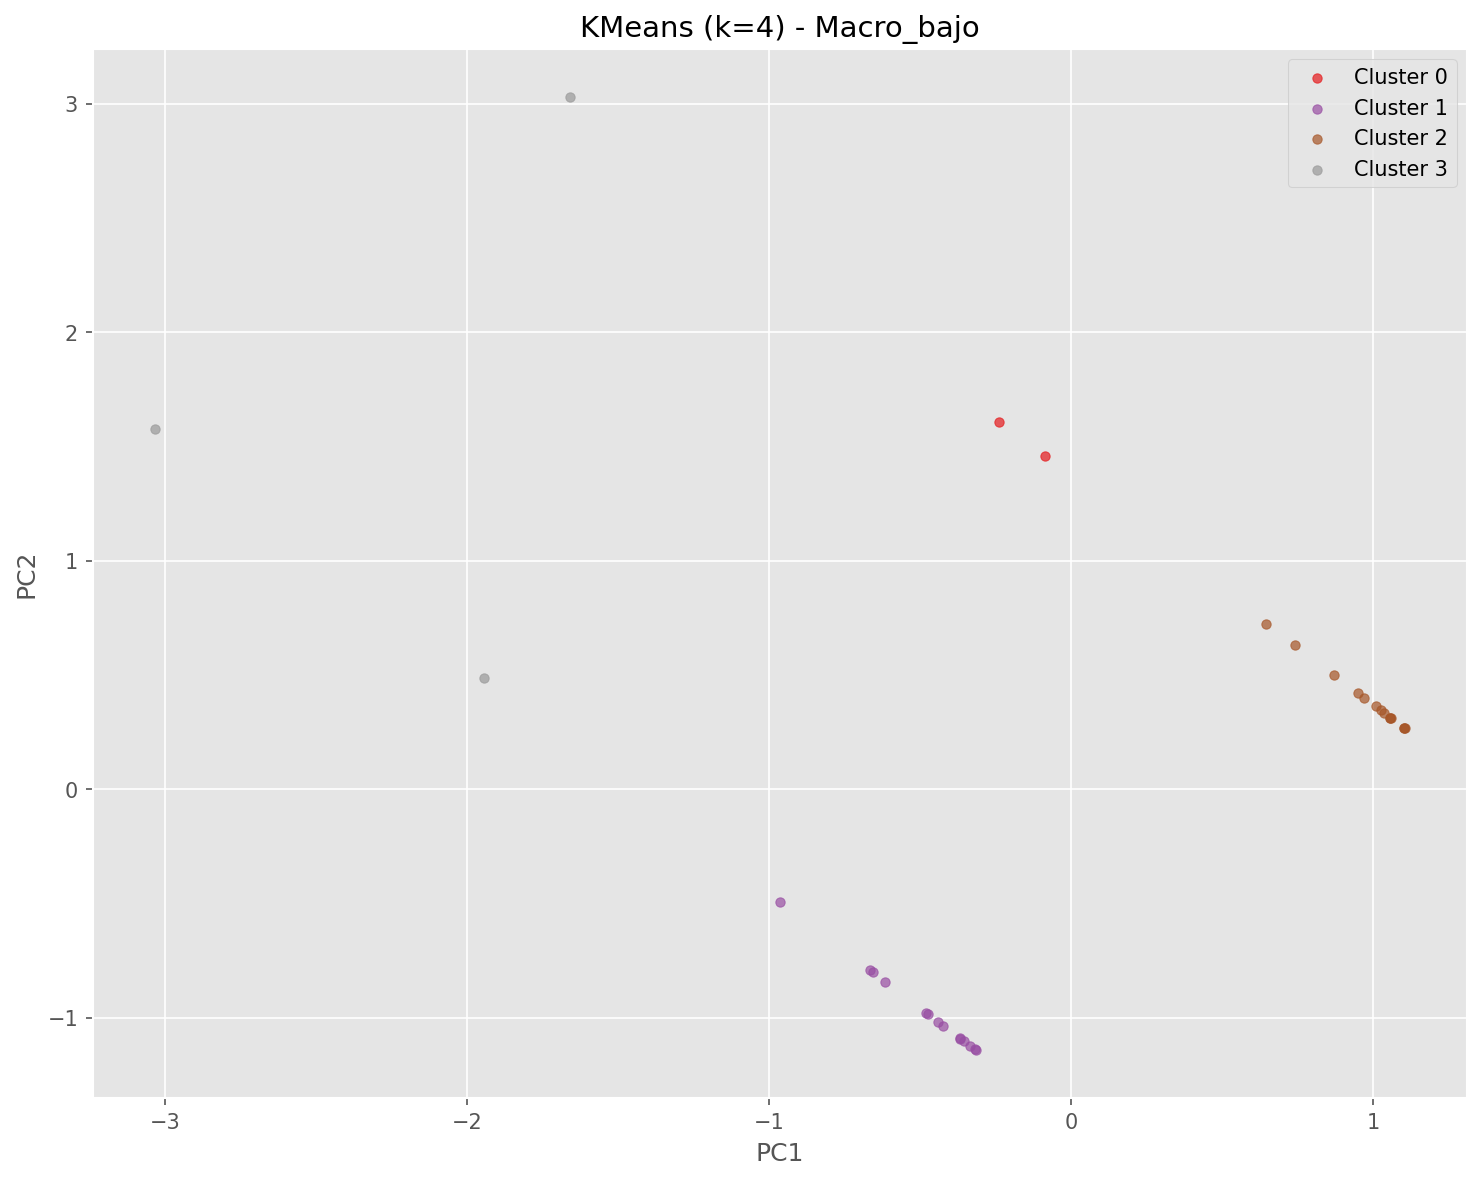 KMeans (k=4) - Macro_bajo
Cluster 0
Cluster 1
Cluster 2
Cluster 3
3
2
1
0
−1
PC2
−3
−2
−1
0
1
PC1